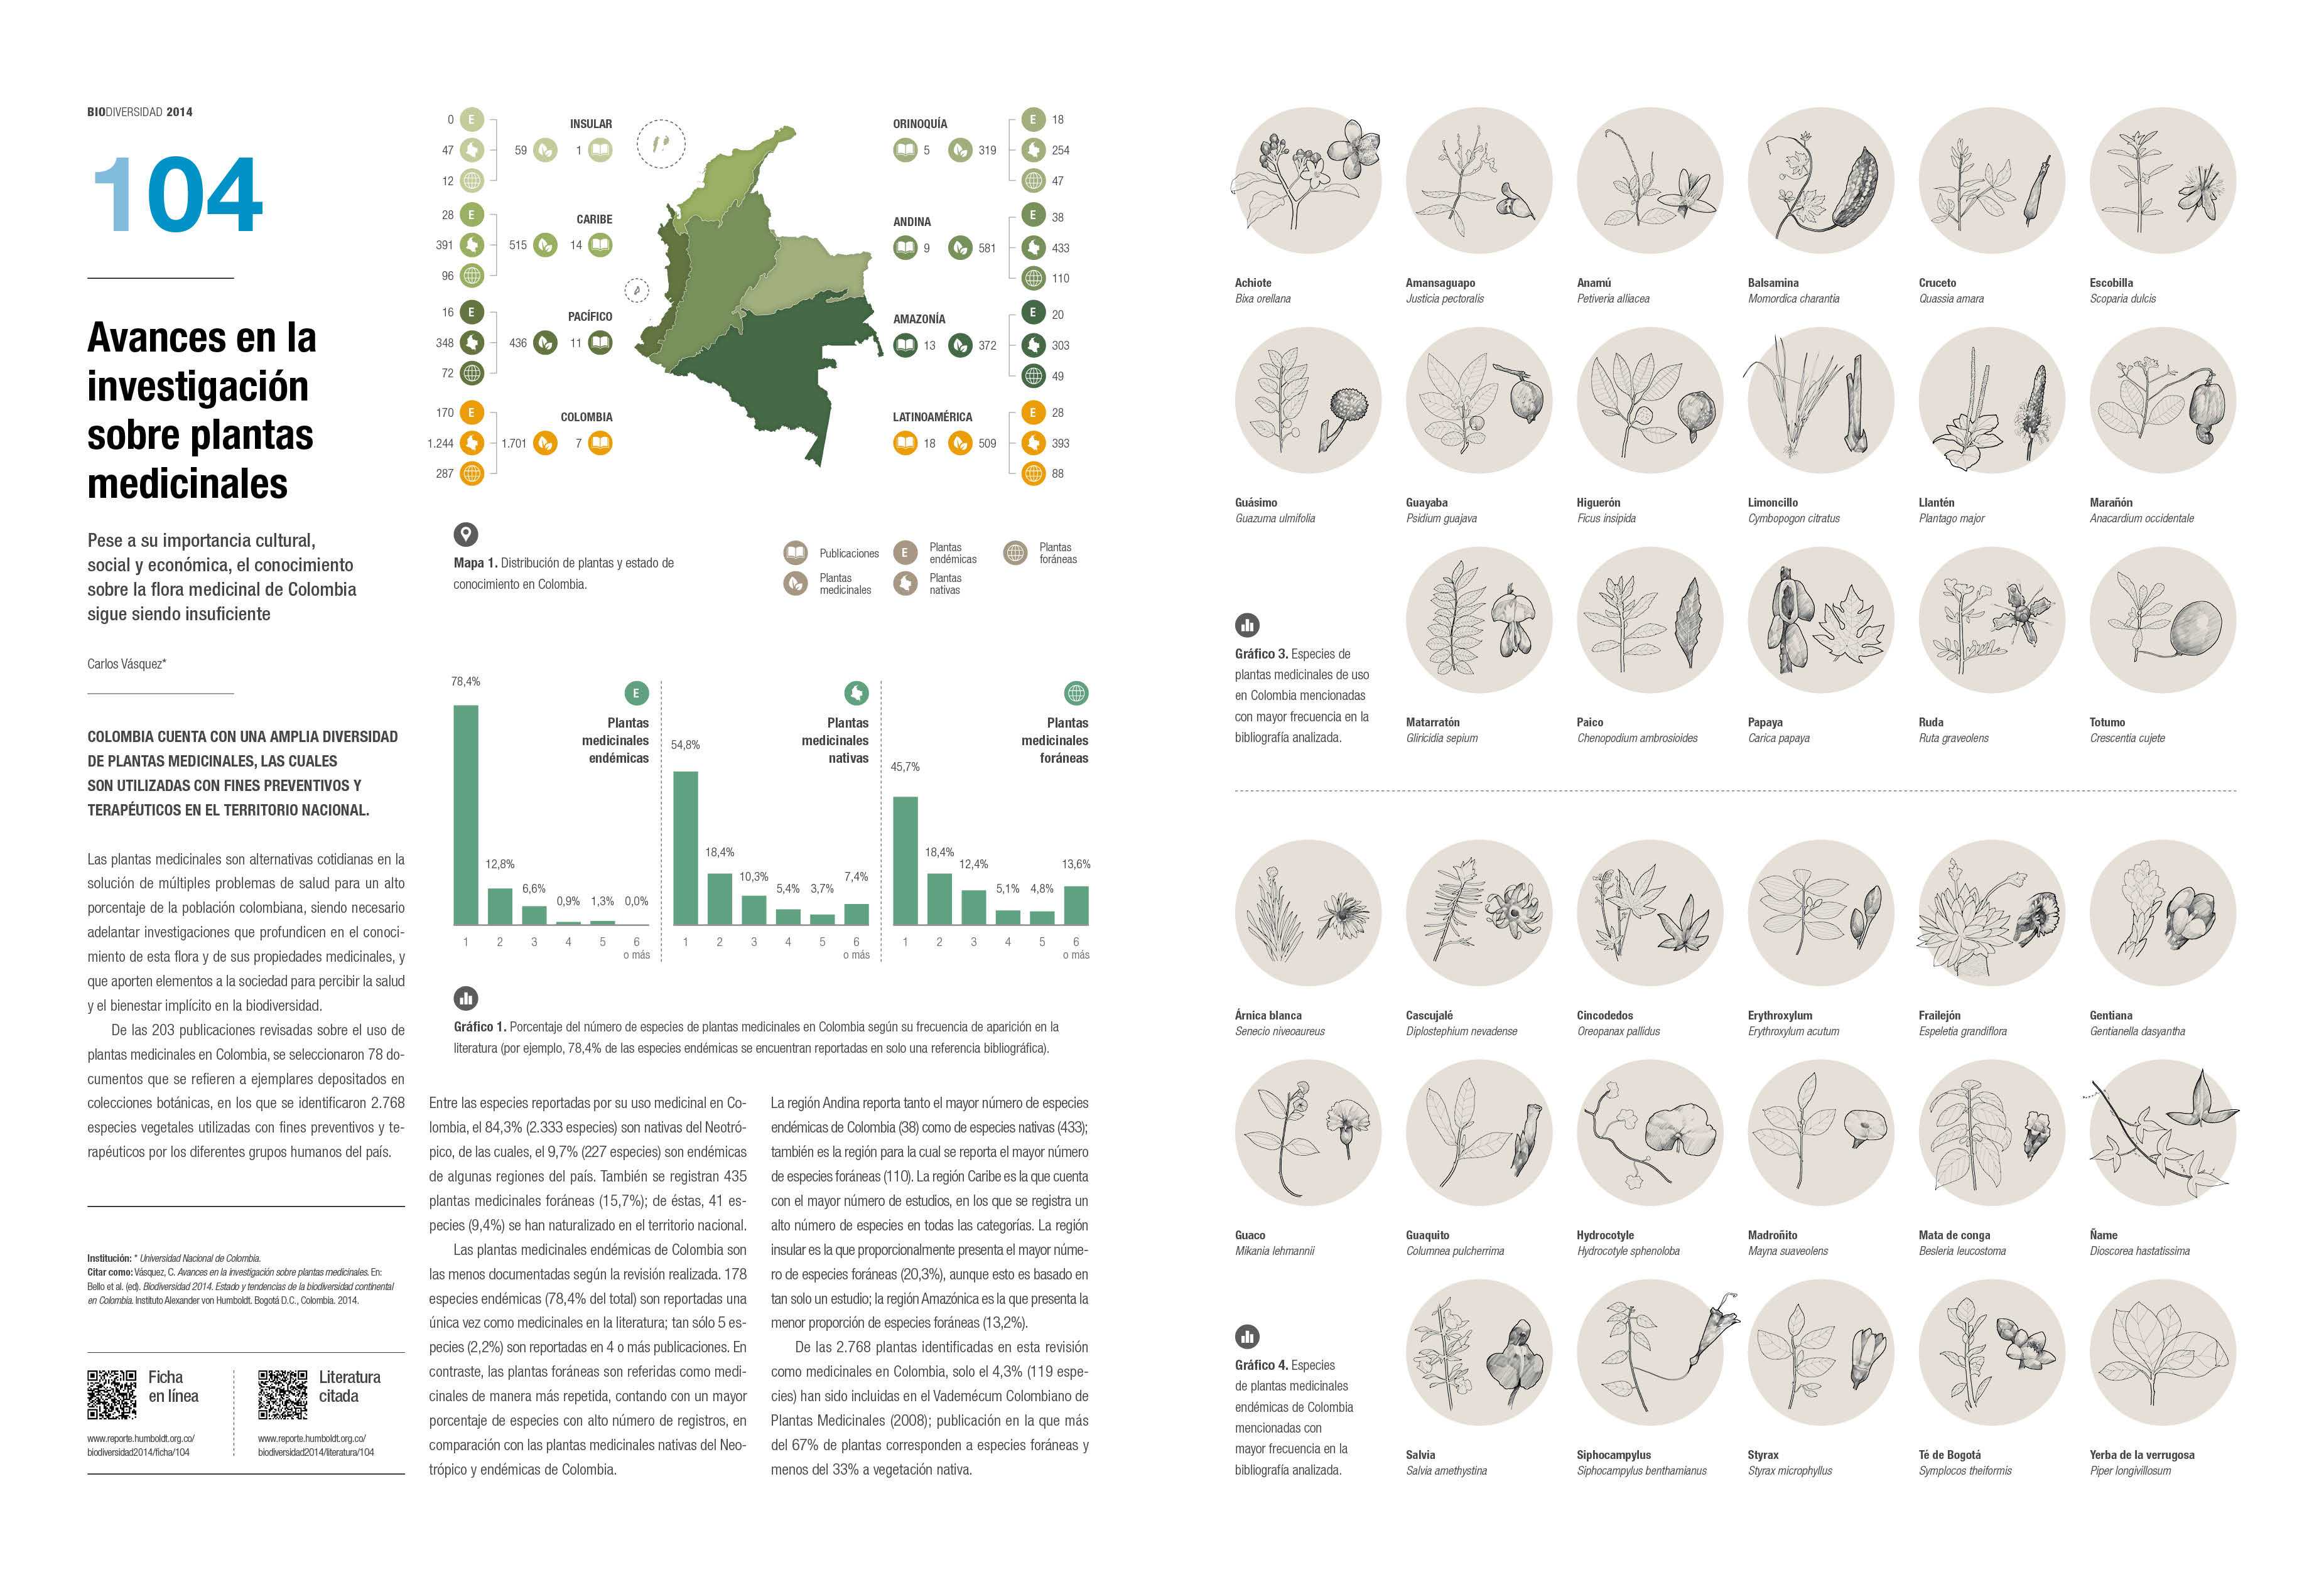 BIODIVERSIDAD 2014
104
Avances en la
investigación
sobre plantas
medicinales
Pese a su importancia cultural,
social y económica, el conocimiento
sobre la flora medicinal de Colombia
sigue siendo insuficiente
Carlos Vásquez*
COLOMBIA CUENTA CON UNA AMPLIA DIVERSIDAD
DE PLANTAS MEDICINALES, LAS CUALES
SON UTILIZADAS CON FINES PREVENTIVOS Y
TERAPÉUTICOS EN EL TERRITORIO NACIONAL.
Las plantas medicinales son alternativas cotidianas en la
solución de múltiples problemas de salud para un alto
porcentaje de la población colombiana, siendo necesario
adelantar investigaciones que profundicen en el conoci-
miento de esta flora y de sus propiedades medicinales, y
que aporten elementos a la sociedad para percibir la salud
y el bienestar implícito en la biodiversidad.
De las 203 publicaciones revisadas sobre el uso de
plantas medicinales en Colombia, se seleccionaron 78 do-
cumentos que se refieren a ejemplares depositados en
colecciones botánicas, en los que se identificaron 2.768
especies vegetales utilizadas con fines preventivos y te-
rapéuticos por los diferentes grupos humanos del país.
Institución: * Universidad Nacional de Colombia.
Citar como: Vásquez, C. Avances en la investigación sobre plantas medicinales. En:
Bello et al. (ed). Biodiversidad 2014. Estado y tendencias de la biodiversidad continental
en Colombia. Instituto Alexander von Humboldt. Bogotá D.C., Colombia. 2014.
Ficha
en línea
www.reporte.humboldt.org.co/
biodiversidad2014/ficha/104
Literatura
citada
www.reporte.humboldt.org.co/
biodiversidad2014/literatura/104
INSULAR
0 E
47 59 1
12
CARIBE
28 E
391 515 14
96
PACÍFICO
16 E
348 436 11
72
COLOMBIA
170 E
1.244 1.701 7
287
ORINOQUÍA
E 18
5 319 254
47
ANDINA
E 38
9 581 433
110
AMAZONÍA
E 20
13 372 303
49
LATINOAMÉRICA
E 28
18 509 393
88
Mapa 1. Distribución de plantas y estado de
conocimiento en Colombia.
Publicaciones
Plantas
medicinales
E
Plantas
endémicas
Plantas
nativas
Plantas
foráneas
E
Plantas
medicinales
endémicas
78,4%
12,8%
6,6%
0,9%
1,3%
0,0%
1 2 3 4 5 6
o más
Plantas
medicinales
nativas
54,8%
18,4%
10,3%
5,4%
3,7%
7,4%
1 2 3 4 5 6
o más
Plantas
medicinales
foráneas
45,7%
18,4%
12,4%
5,1%
4,8%
13,6%
1 2 3 4 5 6
o más
Gráfico 1. Porcentaje del número de especies de plantas medicinales en Colombia según su frecuencia de aparición en la
literatura (por ejemplo, 78,4% de las especies endémicas se encuentran reportadas en solo una referencia bibliográfica).
Entre las especies reportadas por su uso medicinal en Co-
lombia, el 84,3% (2.333 especies) son nativas del Neotró-
pico, de las cuales, el 9,7% (227 especies) son endémicas
de algunas regiones del país. También se registran 435
plantas medicinales foráneas (15,7%); de éstas, 41 es-
pecies (9,4%) se han naturalizado en el territorio nacional.
Las plantas medicinales endémicas de Colombia son
las menos documentadas según la revisión realizada. 178
especies endémicas (78,4% del total) son reportadas una
única vez como medicinales en la literatura; tan sólo 5 es-
pecies (2,2%) son reportadas en 4 o más publicaciones. En
contraste, las plantas foráneas son referidas como medi-
cinales de manera más repetida, contando con un mayor
porcentaje de especies con alto número de registros, en
comparación con las plantas medicinales nativas del Neo-
trópico y endémicas de Colombia.
La región Andina reporta tanto el mayor número de especies
endémicas de Colombia (38) como de especies nativas (433);
también es la región para la cual se reporta el mayor número
de especies foráneas (110). La región Caribe es la que cuenta
con el mayor número de estudios, en los que se registra un
alto número de especies en todas las categorías. La región
insular es la que proporcionalmente presenta el mayor núme-
ro de especies foráneas (20,3%), aunque esto es basado en
tan solo un estudio; la región Amazónica es la que presenta la
menor proporción de especies foráneas (13,2%).
De las 2.768 plantas identificadas en esta revisión
como medicinales en Colombia, solo el 4,3% (119 espe-
cies) han sido incluidas en el Vademécum Colombiano de
Plantas Medicinales (2008); publicación en la que más
del 67% de plantas corresponden a especies foráneas y
menos del 33% a vegetación nativa.
Achiote
Bixa orellana
Amansaguapo
Justicia pectoralis
Anamú
Petiveria alliacea
Balsamina
Momordica charantia
Cruceto
Quassia amara
Escobilla
Scoparia dulcis
Guásimo
Guazuma ulmifolia
Guayaba
Psidium guajava
Higuerón
Ficus insipida
Limoncillo
Cymbopogon citratus
Llantén
Plantago major
Marañón
Anacardium occidentale
Gráfico 3. Especies de
plantas medicinales de uso
en Colombia mencionadas
con mayor frecuencia en la
bibliografía analizada.
Matarratón
Gliricidia sepium
Paico
Chenopodium ambrosioides
Papaya
Carica papaya
Ruda
Ruta graveolens
Totumo
Crescentia cujete
Árnica blanca
Senecio niveoaureus
Cascujalé
Diplostephium nevadense
Cincodedos
Oreopanax pallidus
Erythroxylum
Erythroxylum acutum
Frailejón
Espeletia grandiflora
Gentiana
Gentianella dasyantha
Guaco
Mikania lehmannii
Guaquito
Columnea pulcherrima
Hydrocotyle
Hydrocotyle sphenoloba
Madroñito
Mayna suaveolens
Mata de conga
Besleria leucostoma
Ñame
Dioscorea hastatissima
Gráfico 4. Especies
de plantas medicinales
endémicas de Colombia
mencionadas con
mayor frecuencia en la
bibliografía analizada.
Salvia
Salvia amethystina
Siphocampylus
Siphocampylus benthamianus
Styrax
Styrax microphyllus
Té de Bogotá
Symplocos theiformis
Yerba de la verrugosa
Piper longivillosum